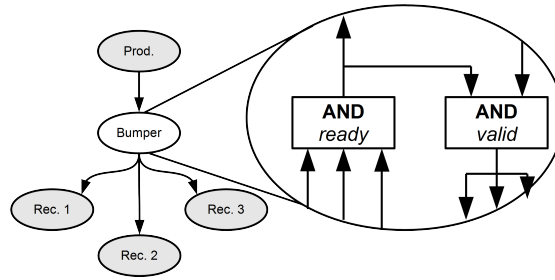 Prod.
Bumper
Rec. 1
Rec. 2
Rec. 3
AND
ready
AND
valid